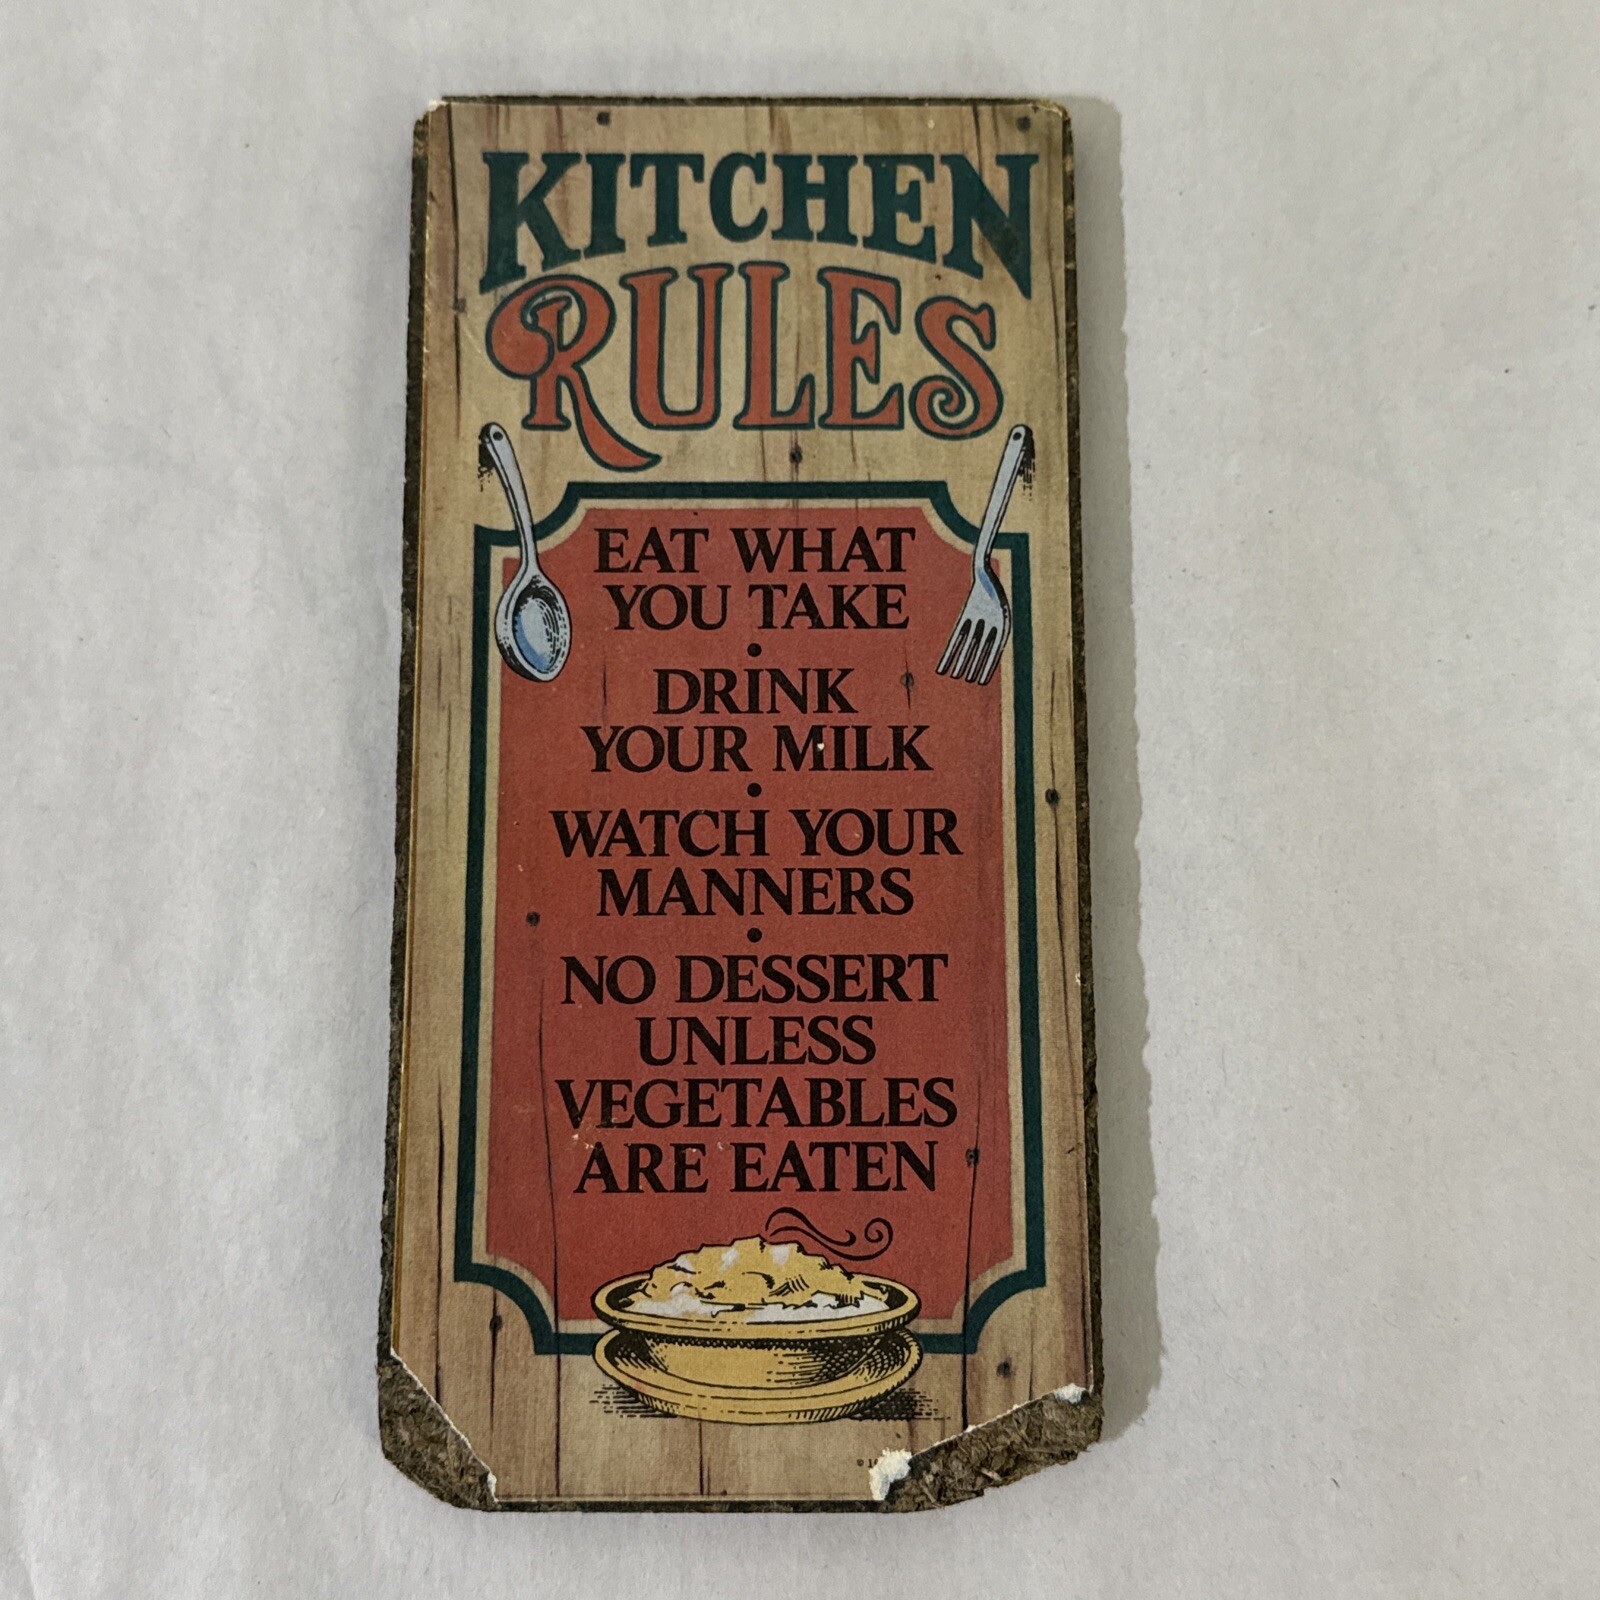 KITCHEN
RULES
EAT WHAT
YOU TAKE
•
DRINK
YOUR MILK
•
WATCH YOUR
MANNERS
•
NO DESSERT
UNLESS
VEGETABLES
ARE EATEN
©